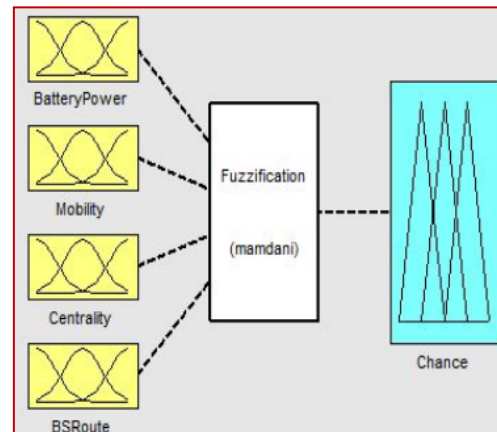 BatteryPower
Mobility
Centrality
BSRoute
Fuzzification
(mamdani)
Chance